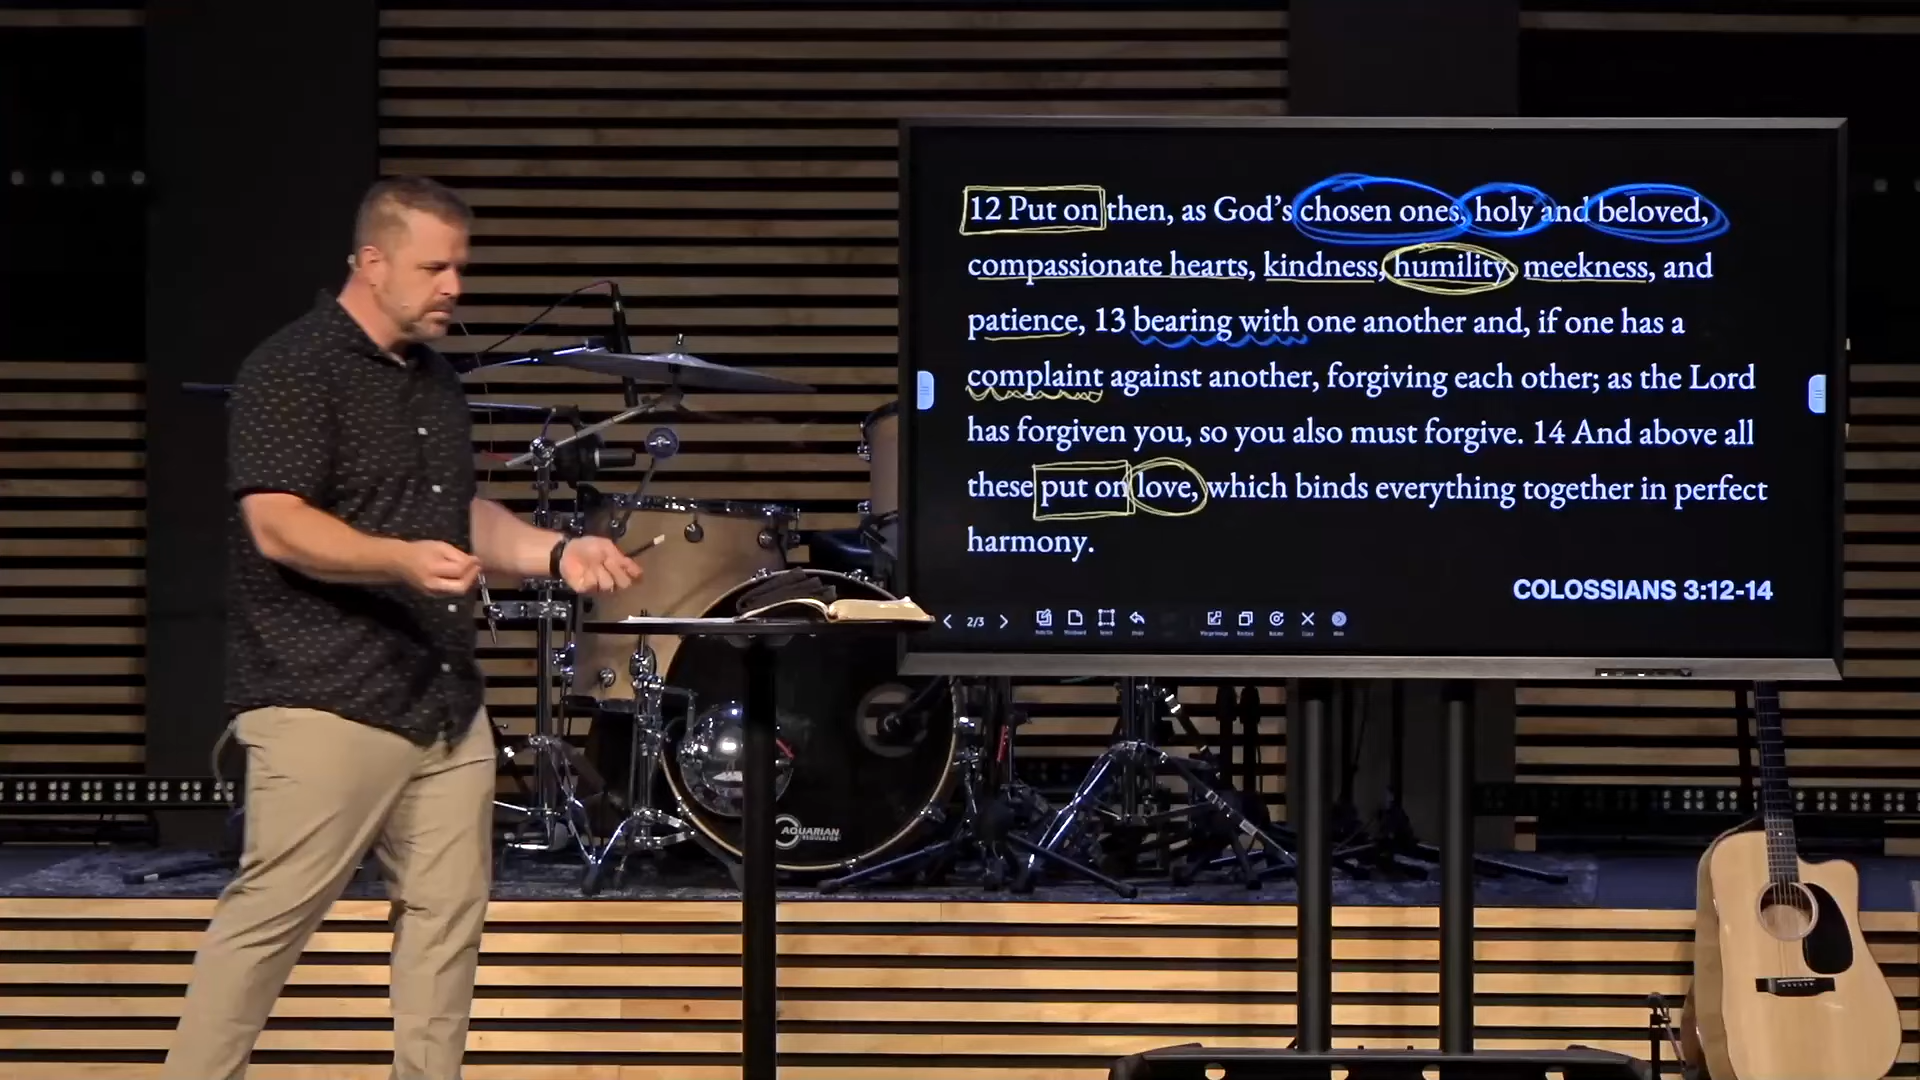 12 Put on then, as God’s chosen ones, holy and beloved,
compassionate hearts, kindness, humility, meekness, and
patience, 13 bearing with one another and, if one has a
complaint against another, forgiving each other; as the Lord
has forgiven you, so you also must forgive. 14 And above all
these put on love, which binds everything together in perfect
harmony.
COLOSSIANS 3:12-14
2/3
AQUARIAN